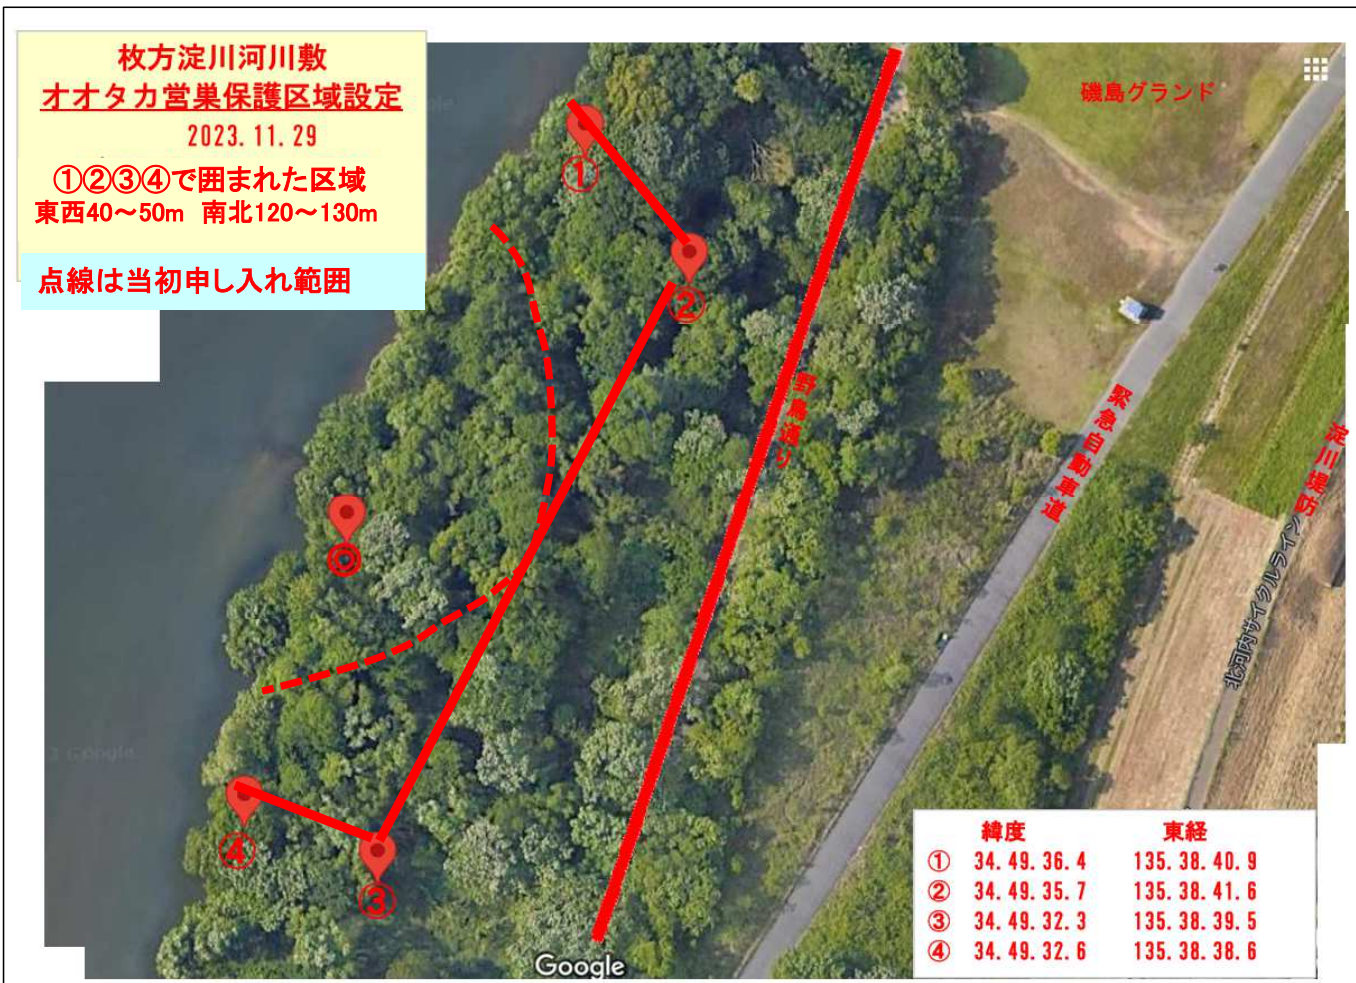 枚方淀川河川敷
オオタカ営巣保護区域設定
2023.11.29
①②③④で囲まれた区域
東西40～50m 南北120～130m
点線は当初申し入れ範囲
磯島グランド
①
②
野鳥通り
緊急自動車道
淀川堤防
北河内サイクルライン
◎
④
③
緯度 東経
① 34.49.36.4 135.38.40.9
② 34.49.35.7 135.38.41.6
③ 34.49.32.3 135.38.39.5
④ 34.49.32.6 135.38.38.6
Google
Google